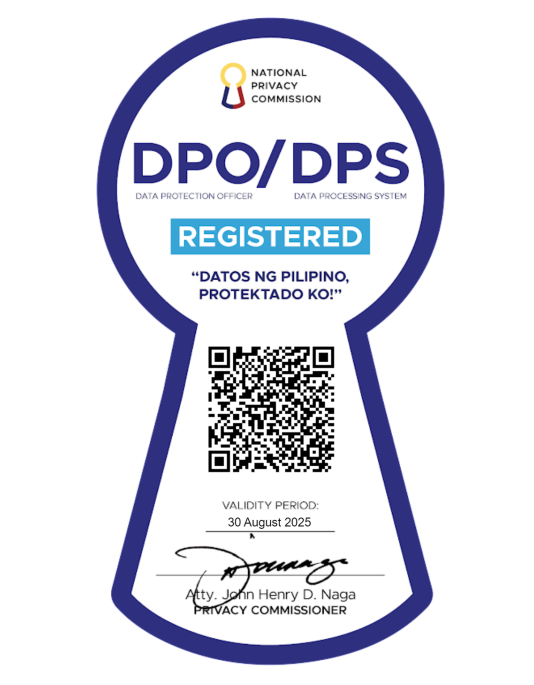 NATIONAL
PRIVACY
COMMISSION
DPO/DPS
DATA PROTECTION OFFICER DATA PROCESSING SYSTEM
REGISTERED
“DATOS NG PILIPINO,
PROTEKTADO KO!”
VALIDITY PERIOD:
30 August 2025
Atty. John Henry D. Naga
PRIVACY COMMISSIONER